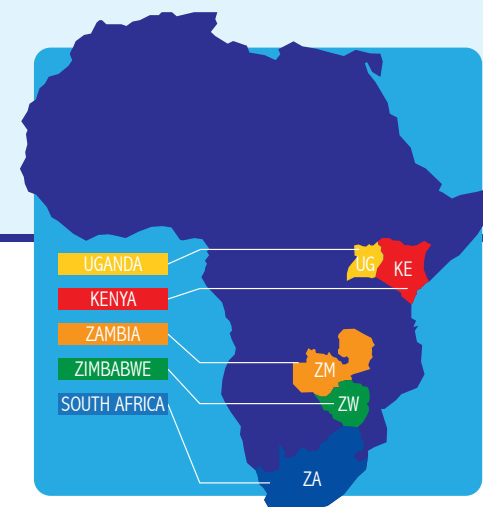 UGANDA
KENYA
ZAMBIA
ZIMBABWE
SOUTH AFRICA
UG
KE
ZM
ZW
ZA